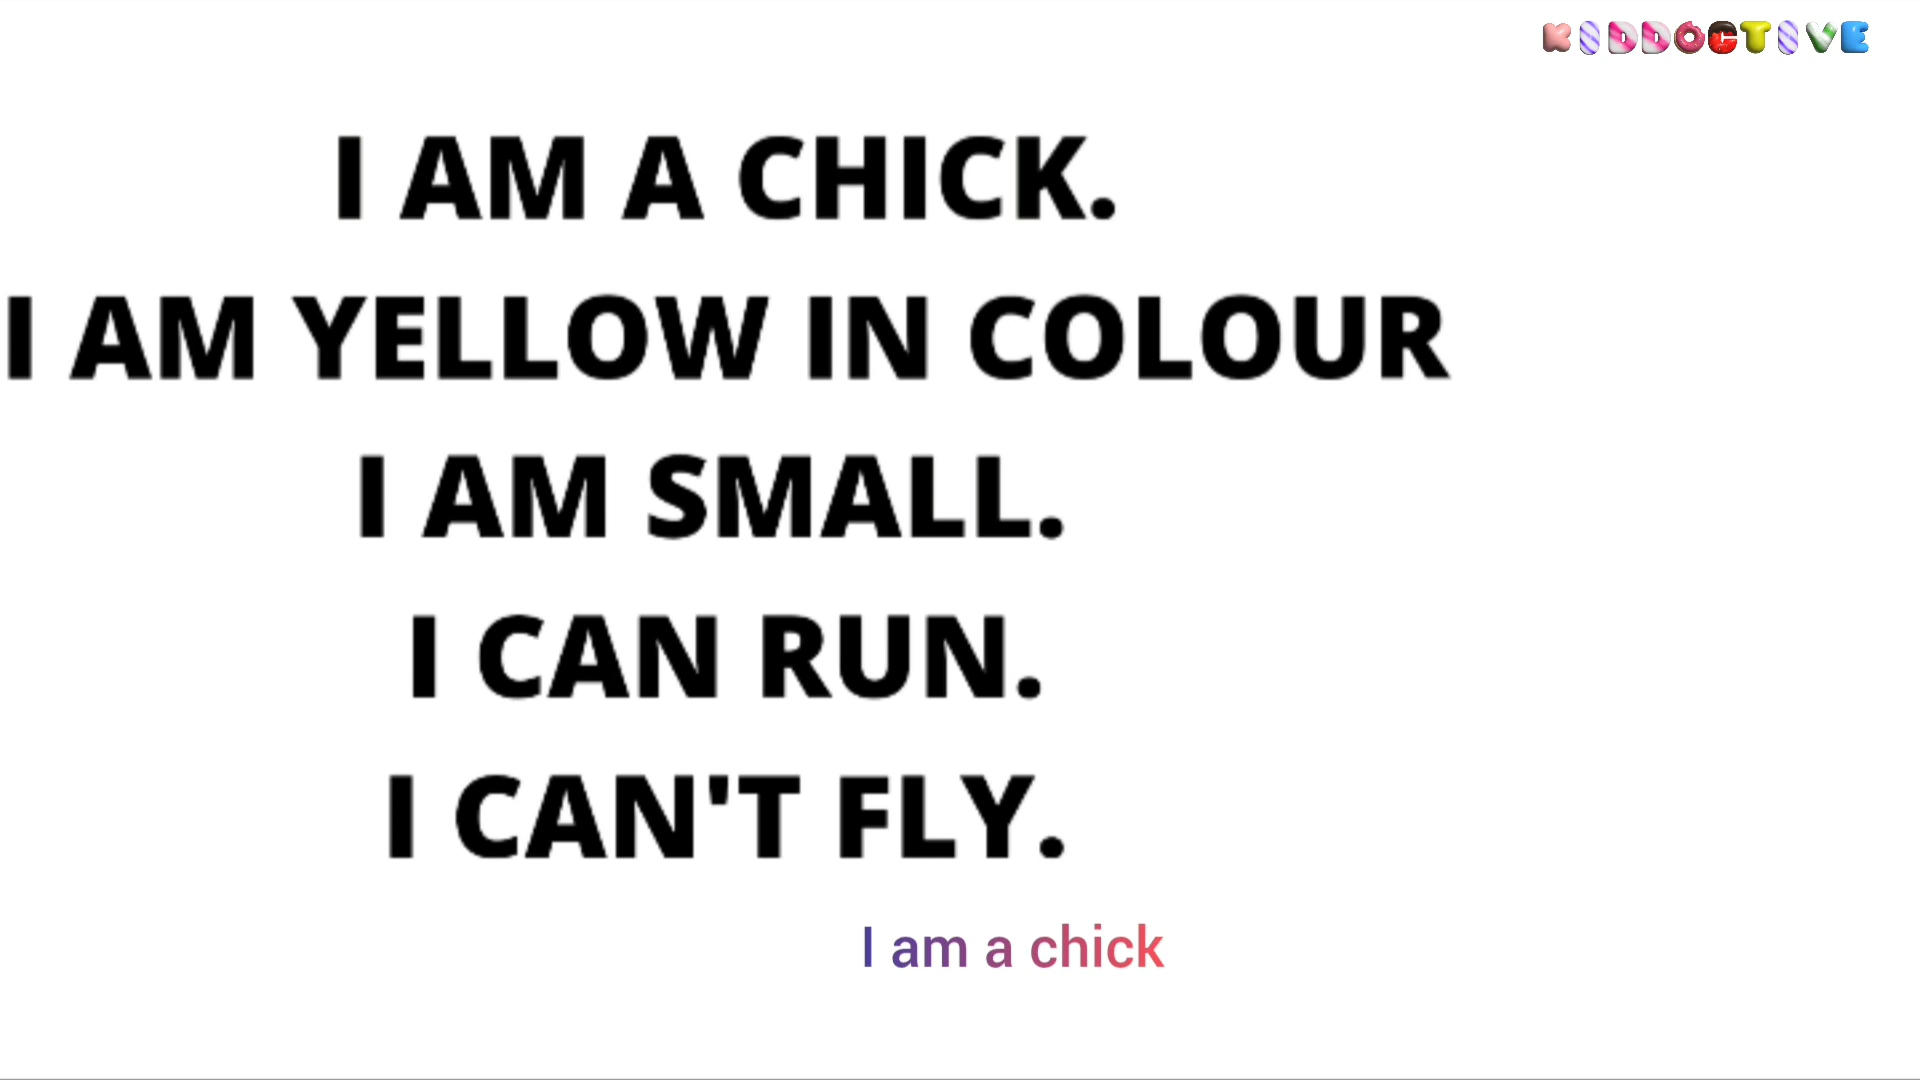 KIDDOCTIVE
I AM A CHICK.
I AM YELLOW IN COLOUR
I AM SMALL.
I CAN RUN.
I CAN'T FLY.
I am a chick